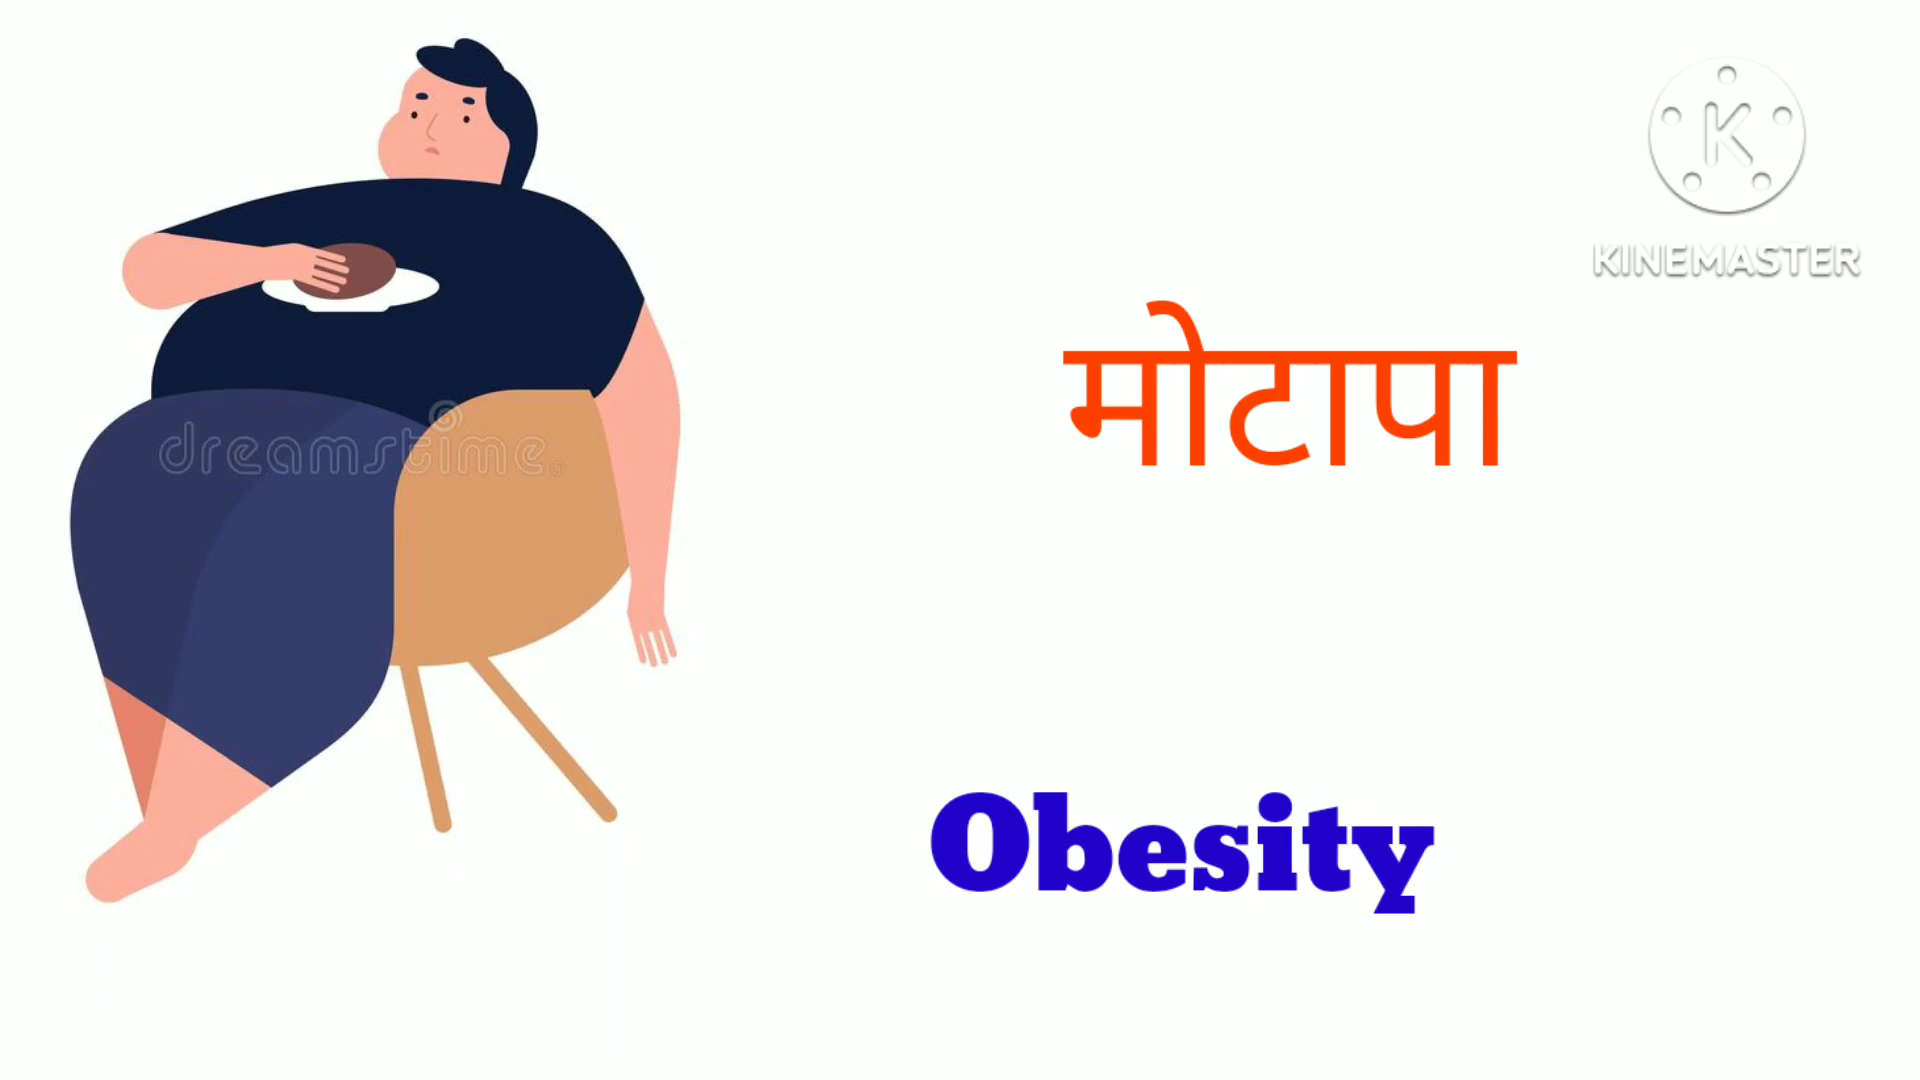 K
KINEMASTER
मोटापा
dreamstime.
Obesity